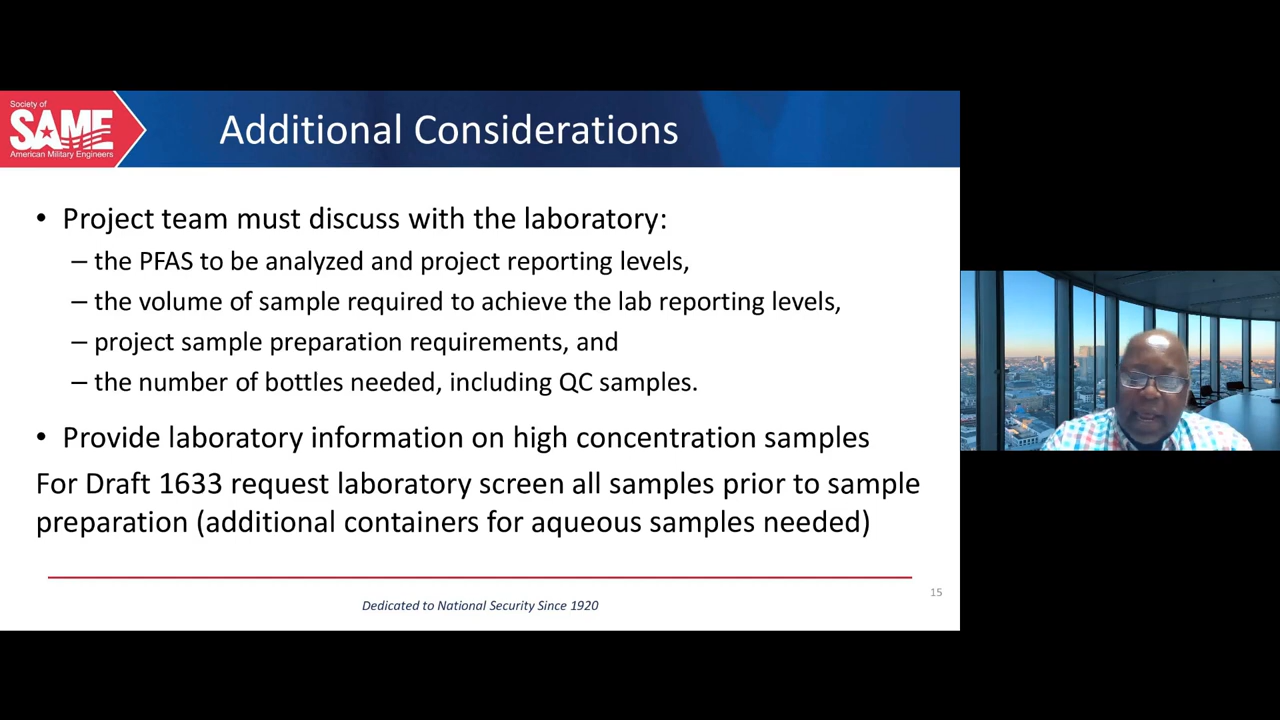 Society of
SAME
American Military Engineers
Additional Considerations
• Project team must discuss with the laboratory:
– the PFAS to be analyzed and project reporting levels,
– the volume of sample required to achieve the lab reporting levels,
– project sample preparation requirements, and
– the number of bottles needed, including QC samples.
• Provide laboratory information on high concentration samples
For Draft 1633 request laboratory screen all samples prior to sample
preparation (additional containers for aqueous samples needed)
15
Dedicated to National Security Since 1920